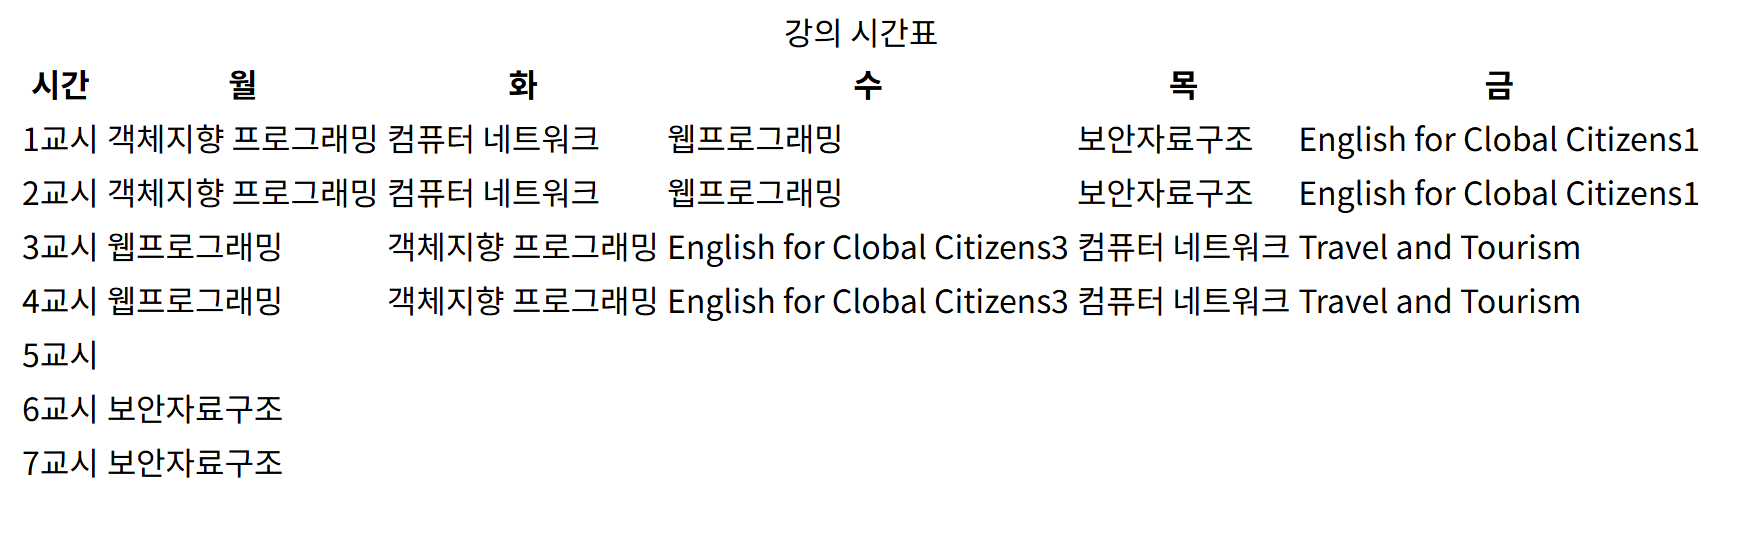 강의 시간표
시간 월 화 수 목 금
1교시 객체지향 프로그래밍 컴퓨터 네트워크 웹프로그래밍 보안자료구조 English for Clobal Citizens1
2교시 객체지향 프로그래밍 컴퓨터 네트워크 웹프로그래밍 보안자료구조 English for Clobal Citizens1
3교시 웹프로그래밍 객체지향 프로그래밍 English for Clobal Citizens3 컴퓨터 네트워크 Travel and Tourism
4교시 웹프로그래밍 객체지향 프로그래밍 English for Clobal Citizens3 컴퓨터 네트워크 Travel and Tourism
5교시
6교시 보안자료구조
7교시 보안자료구조